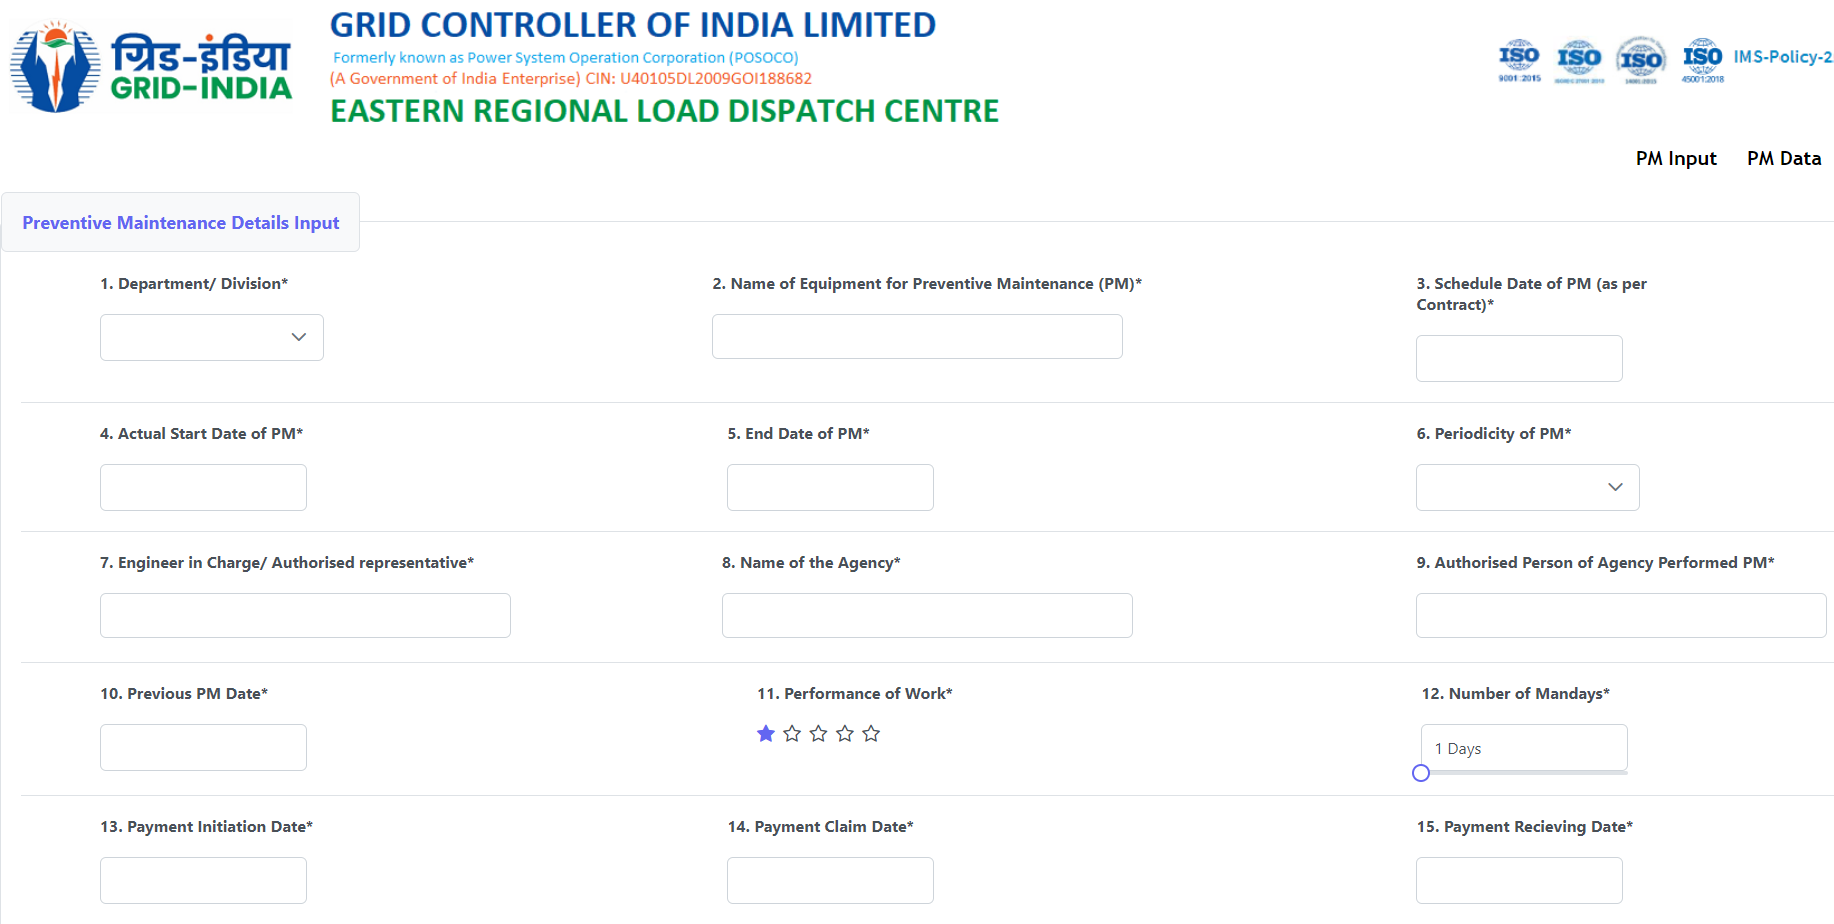 ग्रिड-इंडिया
GRID-INDIA
GRID CONTROLLER OF INDIA LIMITED
Formerly known as Power System Operation Corporation (POSOCO)
(A Government of India Enterprise) CIN: U40105DL2009GOI188682
EASTERN REGIONAL LOAD DISPATCH CENTRE
ISO ISO ISO ISO IMS-Policy-2
9001:2015 45001:2018
PM Input PM Data
Preventive Maintenance Details Input
1. Department/ Division* 2. Name of Equipment for Preventive Maintenance (PM)* 3. Schedule Date of PM (as per
Contract)*
4. Actual Start Date of PM* 5. End Date of PM* 6. Periodicity of PM*
7. Engineer in Charge/ Authorised representative* 8. Name of the Agency* 9. Authorised Person of Agency Performed PM*
10. Previous PM Date* 11. Performance of Work* 12. Number of Mandays*
1 Days
13. Payment Initiation Date* 14. Payment Claim Date* 15. Payment Recieving Date*